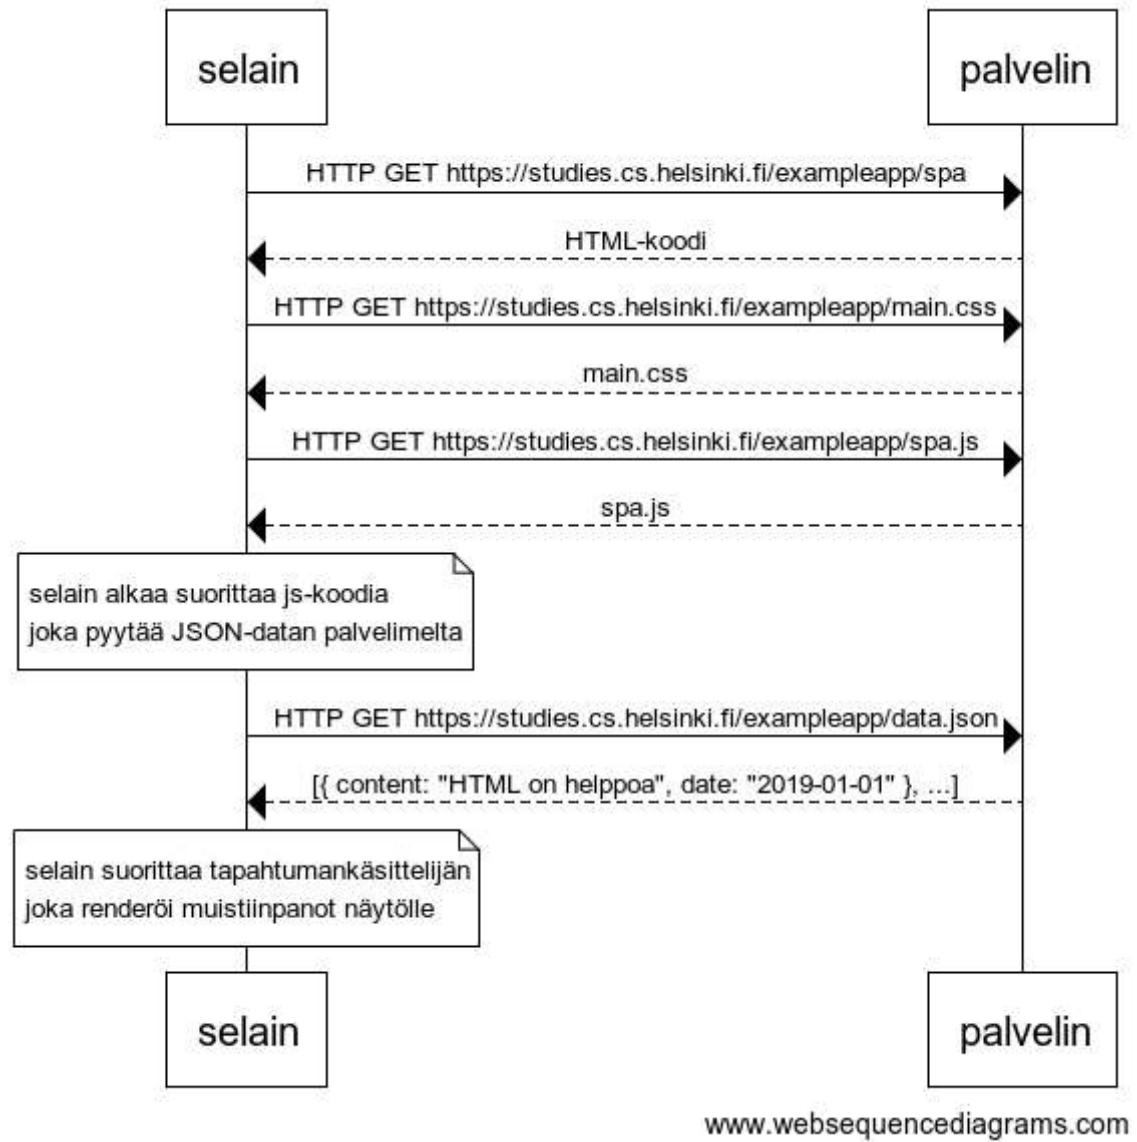 selain
palvelin
HTTP GET https://studies.cs.helsinki.fi/exampleapp/spa
HTML-koodi
HTTP GET https://studies.cs.helsinki.fi/exampleapp/main.css
main.css
HTTP GET https://studies.cs.helsinki.fi/exampleapp/spa.js
spa.js
selain alkaa suorittaa js-koodia
joka pyytää JSON-datan palvelimelta
HTTP GET https://studies.cs.helsinki.fi/exampleapp/data.json
[{ content: "HTML on helppoa", date: "2019-01-01" }, ...]
selain suorittaa tapahtumankäsittelijän
joka renderöi muistiinpanot näytölle
selain
palvelin
www.websequencediagrams.com